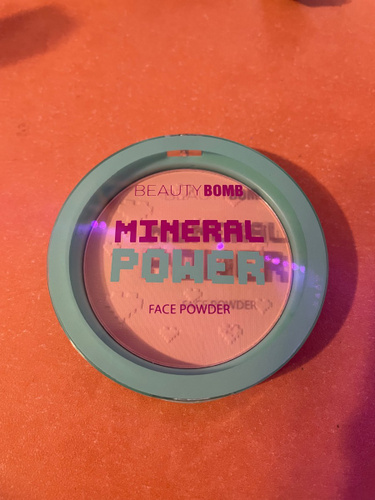 BEAUTY BOMB
MINERAL
POWER
FACE POWDER